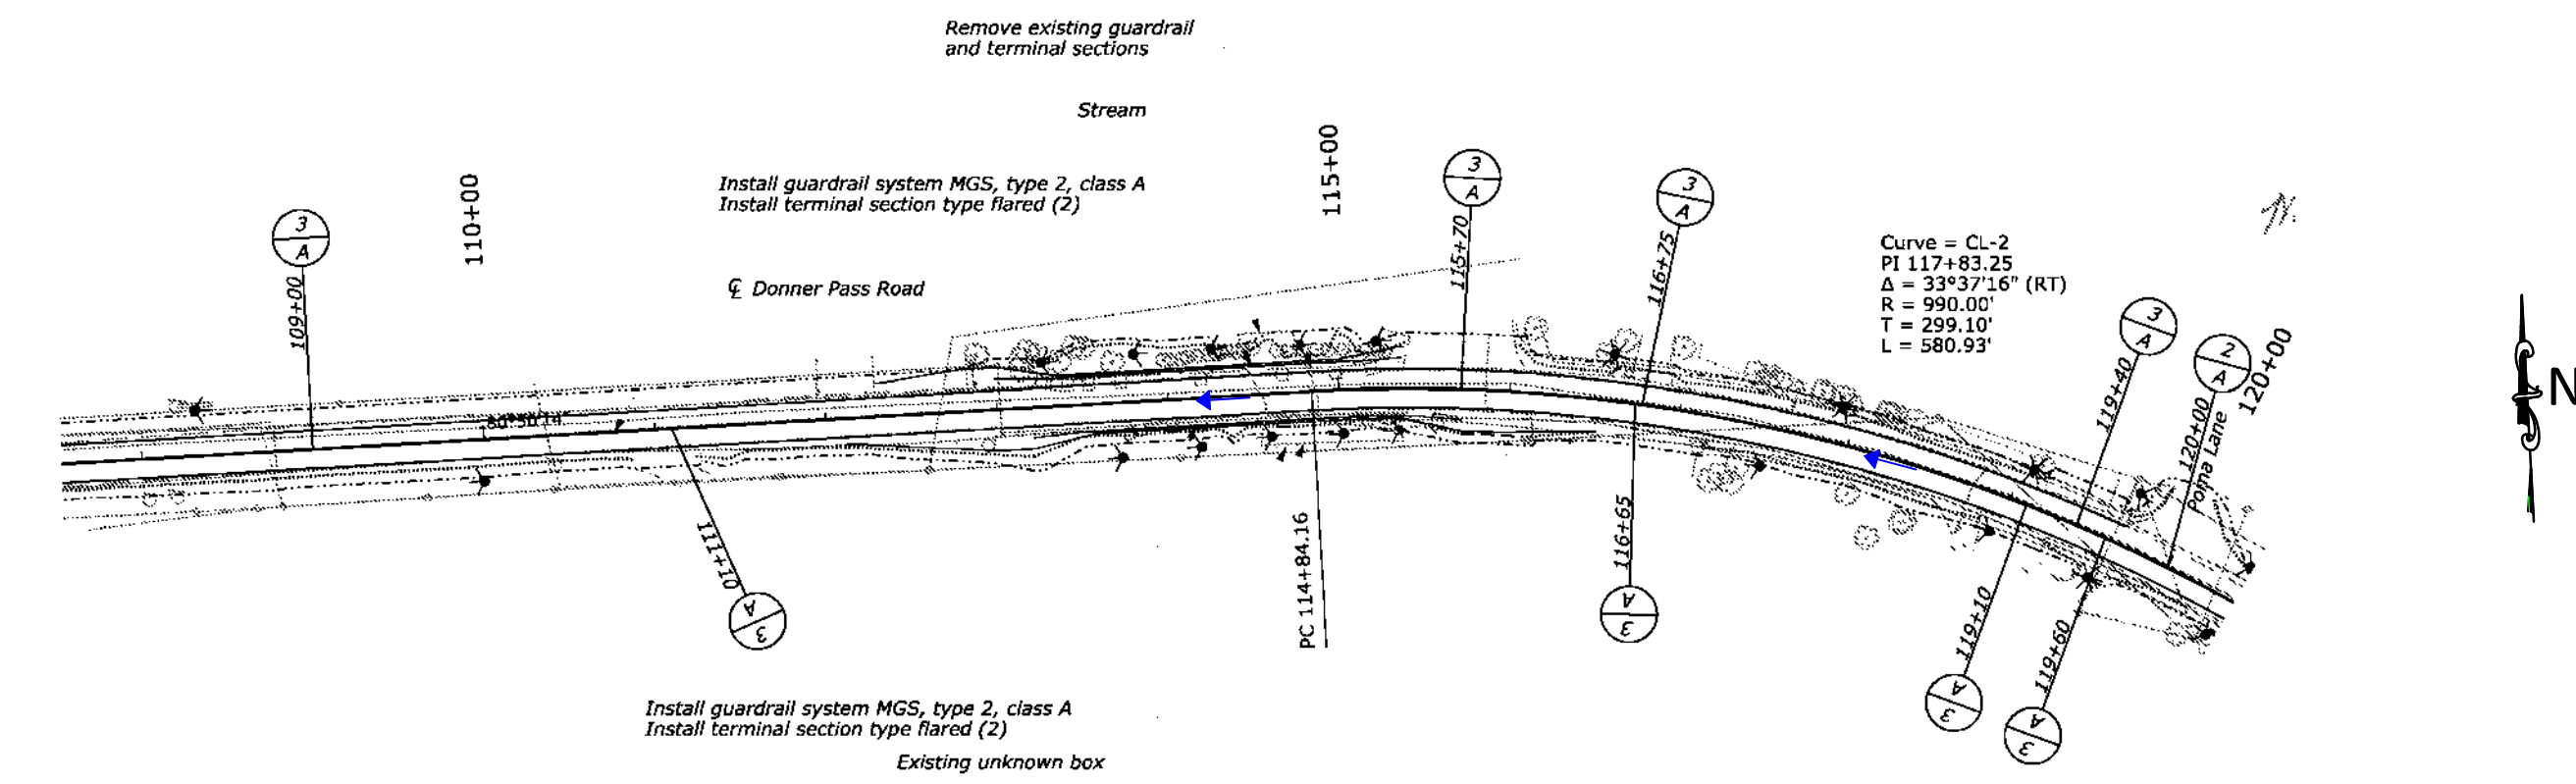 Remove existing guardrail
and terminal sections
Stream
Install guardrail system MGS, type 2, class A
Install terminal section type flared (2)
110+00
115+00
120+00
℄ Donner Pass Road
3
A
109+00
3
A
115+70
3
A
116+75
Curve = CL-2
PI 117+83.25
Δ = 33°37'16" (RT)
R = 990.00'
T = 299.10'
L = 580.93'
3
A
119+40
2
A
120+00
Poma Lane
N
111+10
A
3
PC 114+84.16
116+65
A
3
119+10
A
3
119+60
A
3
Install guardrail system MGS, type 2, class A
Install terminal section type flared (2)
Existing unknown box